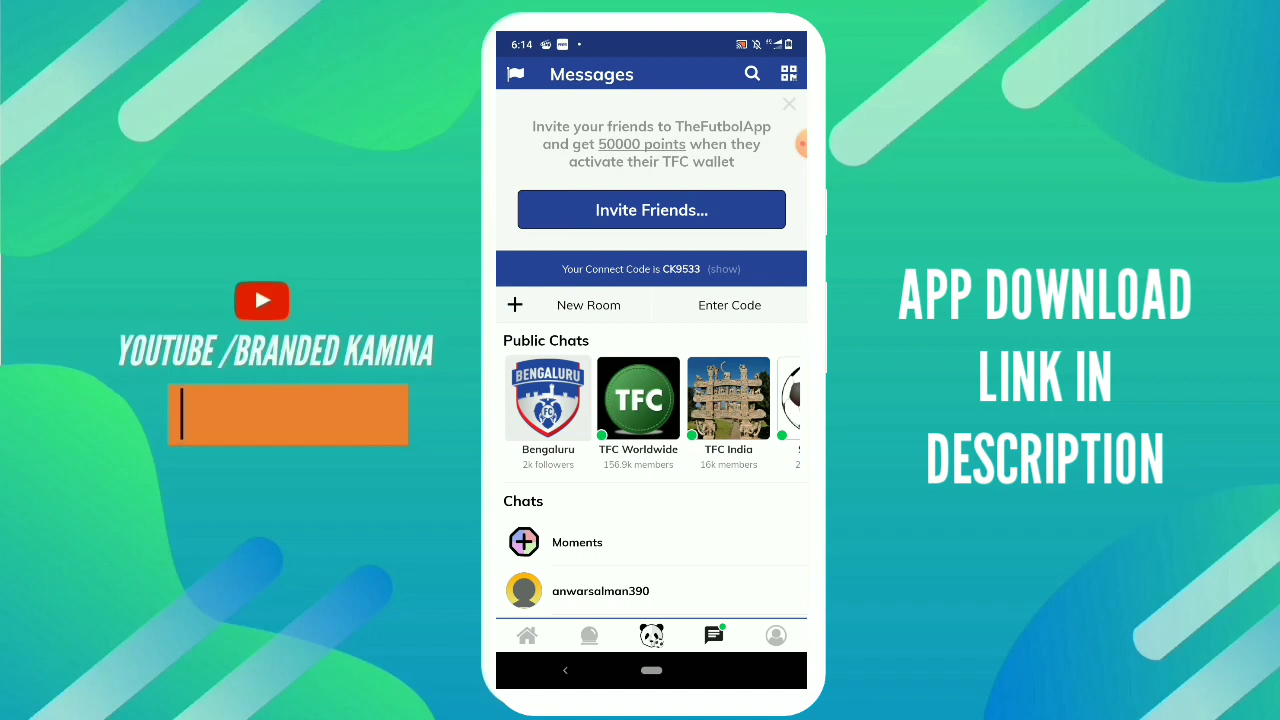 6:14
Messages
Invite your friends to TheFutbolApp
and get 50000 points when they
activate their TFC wallet
Invite Friends...
Your Connect Code is CK9533 (show)
New Room
Enter Code
Public Chats
BENGALURU
TFC
Bengaluru
TFC Worldwide
TFC India
2k followers
156.9k members
16k members
Chats
Moments
anwarsalman390
YOUTUBE /BRANDED KAMINA
APP DOWNLOAD
LINK IN
DESCRIPTION